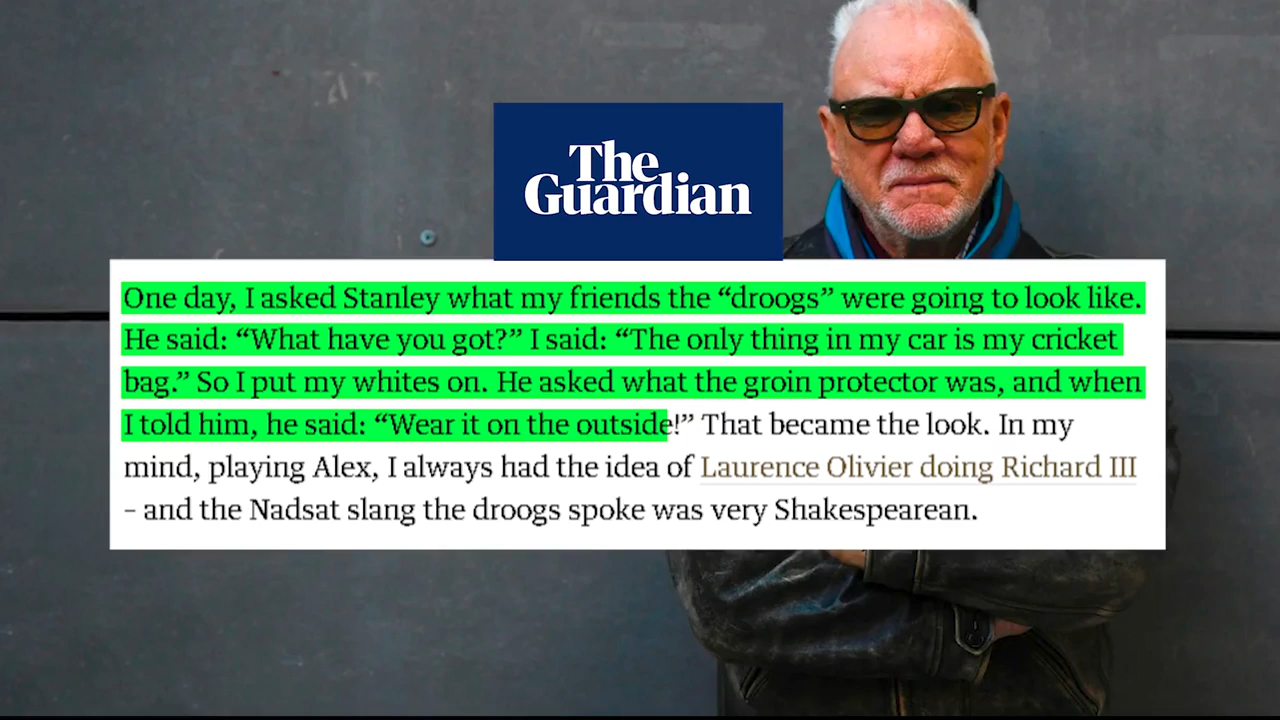 The
Guardian
One day, I asked Stanley what my friends the “droogs” were going to look like.
He said: “What have you got?” I said: “The only thing in my car is my cricket
bag.” So I put my whites on. He asked what the groin protector was, and when
I told him, he said: “Wear it on the outside!” That became the look. In my
mind, playing Alex, I always had the idea of Laurence Olivier doing Richard III
– and the Nadsat slang the droogs spoke was very Shakespearean.